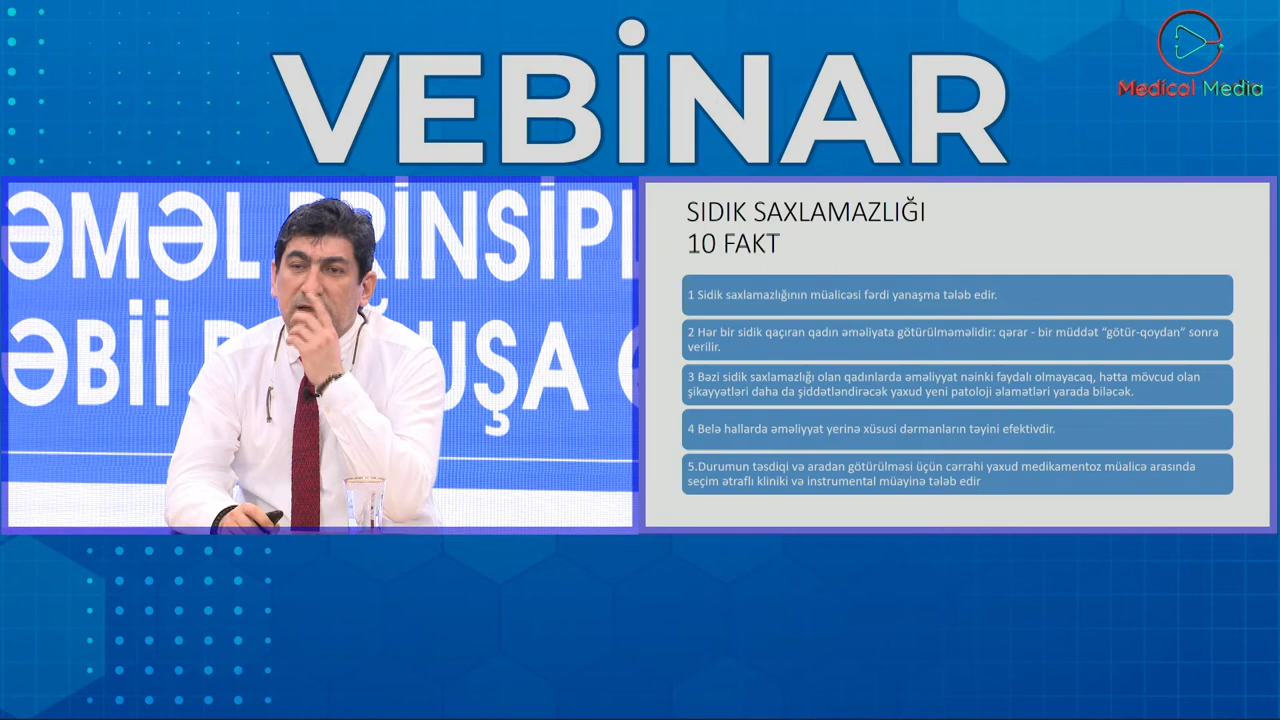 VEBİNAR
Medical Media
ƏMƏL PRİNSİPL
ƏBİİ D ĞUŞA
SIDIK SAXLAMAZLIĞI
10 FAKT
1 Sidik saxlamazlığının müalicəsi fərdi yanaşma tələb edir.
2 Hər bir sidik qaçıran qadın əməliyata götürülməməlidir: qərar - bir müddət “götür-qoydan” sonra
verilir.
3 Bəzi sidik saxlamazlığı olan qadınlarda əməliyyat nəinki faydalı olmayacaq, hətta mövcud olan
şikayyətləri daha da şiddətləndirəcək yaxud yeni patoloji əlamətləri yarada biləcək.
4 Belə hallarda əməliyyat yerinə xüsusi dərmanların təyini efektivdir.
5.Durumun təsdiqi və aradan götürülməsi üçün cərrahi yaxud medikamentoz müalicə arasında
seçim ətraflı kliniki və instrumental müayinə tələb edir